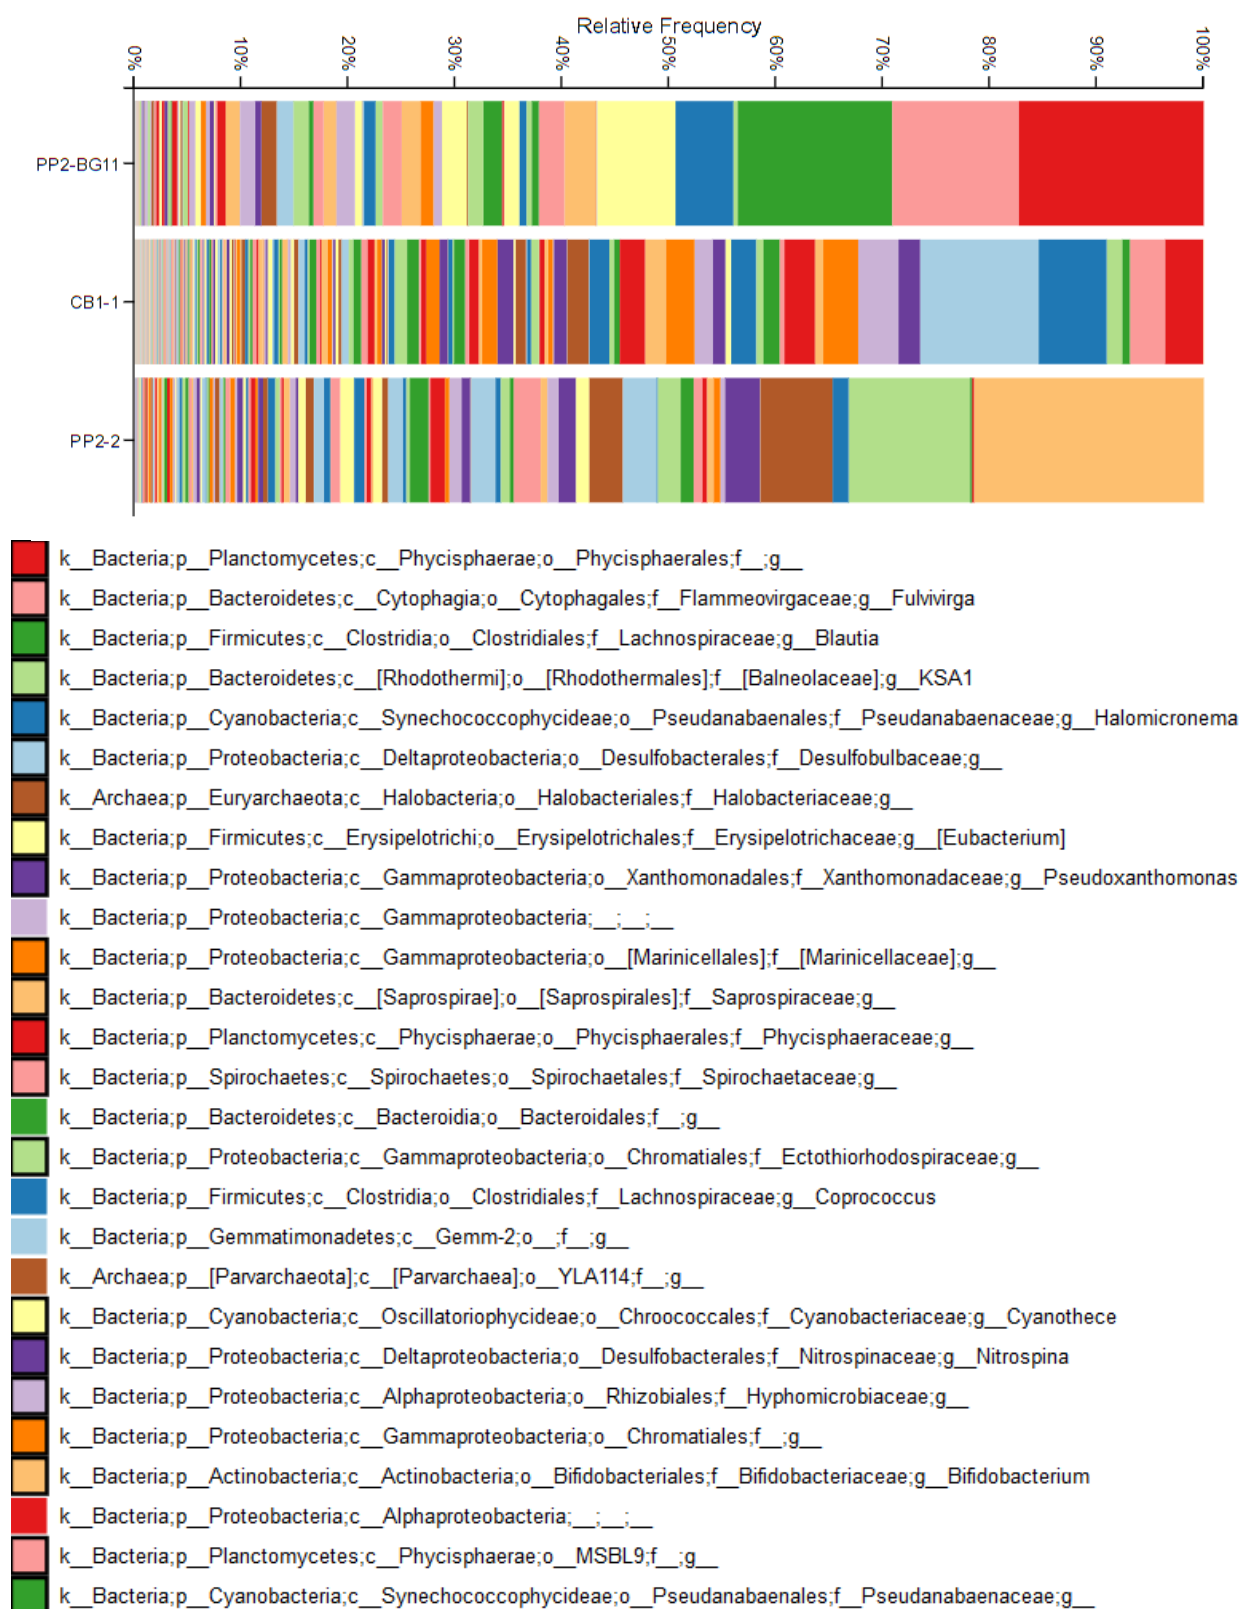 Relative Frequency
0%
10%
20%
30%
40%
50%
60%
70%
80%
90%
100%
PP2-BG11
CB1-1
PP2-2
k__Bacteria;p__Planctomycetes;c__Phycisphaerae;o__Phycisphaerales;f__;g__
k__Bacteria;p__Bacteroidetes;c__Cytophagia;o__Cytophagales;f__Flammeovirgaceae;g__Fulvivirga
k__Bacteria;p__Firmicutes;c__Clostridia;o__Clostridiales;f__Lachnospiraceae;g__Blautia
k__Bacteria;p__Bacteroidetes;c__[Rhodothermi];o__[Rhodothermales];f__[Balneolaceae];g__KSA1
k__Bacteria;p__Cyanobacteria;c__Synechococcophycideae;o__Pseudanabaenales;f__Pseudanabaenaceae;g__Halomicronema
k__Bacteria;p__Proteobacteria;c__Deltaproteobacteria;o__Desulfobacterales;f__Desulfobulbaceae;g__
k__Archaea;p__Euryarchaeota;c__Halobacteria;o__Halobacteriales;f__Halobacteriaceae;g__
k__Bacteria;p__Firmicutes;c__Erysipelotrichi;o__Erysipelotrichales;f__Erysipelotrichaceae;g__[Eubacterium]
k__Bacteria;p__Proteobacteria;c__Gammaproteobacteria;o__Xanthomonadales;f__Xanthomonadaceae;g__Pseudoxanthomonas
k__Bacteria;p__Proteobacteria;c__Gammaproteobacteria;__;__;__
k__Bacteria;p__Proteobacteria;c__Gammaproteobacteria;o__[Marinicellales];f__[Marinicellaceae];g__
k__Bacteria;p__Bacteroidetes;c__[Saprospirae];o__[Saprospirales];f__Saprospiraceae;g__
k__Bacteria;p__Planctomycetes;c__Phycisphaerae;o__Phycisphaerales;f__Phycisphaeraceae;g__
k__Bacteria;p__Spirochaetes;c__Spirochaetes;o__Spirochaetales;f__Spirochaetaceae;g__
k__Bacteria;p__Bacteroidetes;c__Bacteroidia;o__Bacteroidales;f__;g__
k__Bacteria;p__Proteobacteria;c__Gammaproteobacteria;o__Chromatiales;f__Ectothiorhodospiraceae;g__
k__Bacteria;p__Firmicutes;c__Clostridia;o__Clostridiales;f__Lachnospiraceae;g__Coprococcus
k__Bacteria;p__Gemmatimonadetes;c__Gemm-2;o__;f__;g__
k__Archaea;p__[Parvarchaeota];c__[Parvarchaea];o__YLA114;f__;g__
k__Bacteria;p__Cyanobacteria;c__Oscillatoriophycideae;o__Chroococcales;f__Cyanobacteriaceae;g__Cyanothece
k__Bacteria;p__Proteobacteria;c__Deltaproteobacteria;o__Desulfobacterales;f__Nitrospinaceae;g__Nitrospina
k__Bacteria;p__Proteobacteria;c__Alphaproteobacteria;o__Rhizobiales;f__Hyphomicrobiaceae;g__
k__Bacteria;p__Proteobacteria;c__Gammaproteobacteria;o__Chromatiales;f__;g__
k__Bacteria;p__Actinobacteria;c__Actinobacteria;o__Bifidobacteriales;f__Bifidobacteriaceae;g__Bifidobacterium
k__Bacteria;p__Proteobacteria;c__Alphaproteobacteria;__;__;__
k__Bacteria;p__Planctomycetes;c__Phycisphaerae;o__MSBL9;f__;g__
k__Bacteria;p__Cyanobacteria;c__Synechococcophycideae;o__Pseudanabaenales;f__Pseudanabaenaceae;g__